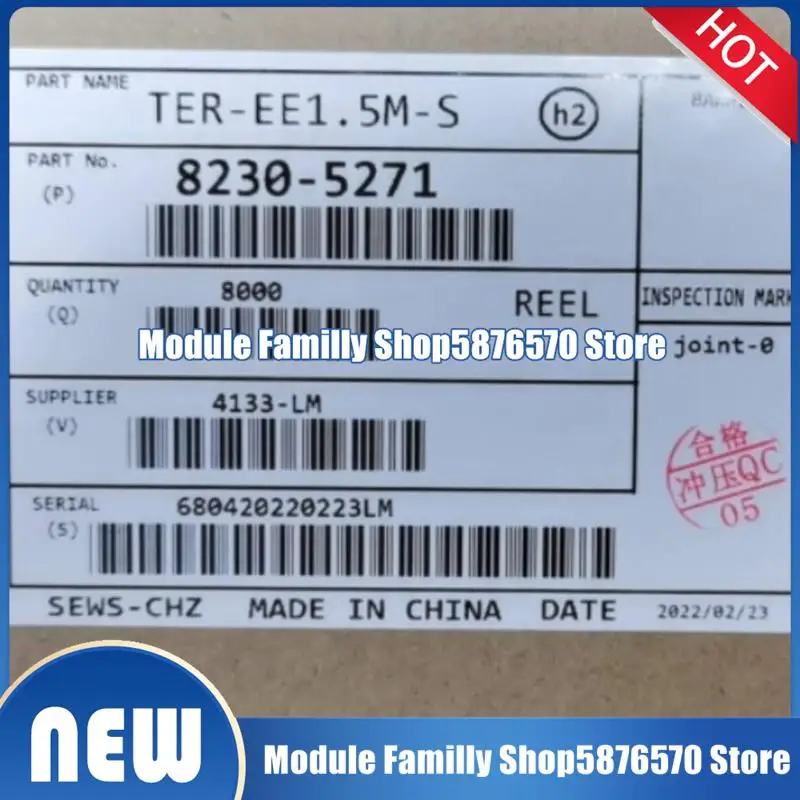 HOT
PART NAME
TER-EE1.5M-S
h2
PART No.
(P)
8230-5271
QUANTITY
(Q)
8000
REEL
INSPECTION MARK
Module Familly Shop5876570 Store
joint-0
SUPPLIER
(V)
4133-LM
合格
冲压QC
05
SERIAL
(S)
680420220223LM
SEWS-CHZ MADE IN CHINA DATE 2022/02/23
NEW
Module Familly Shop5876570 Store